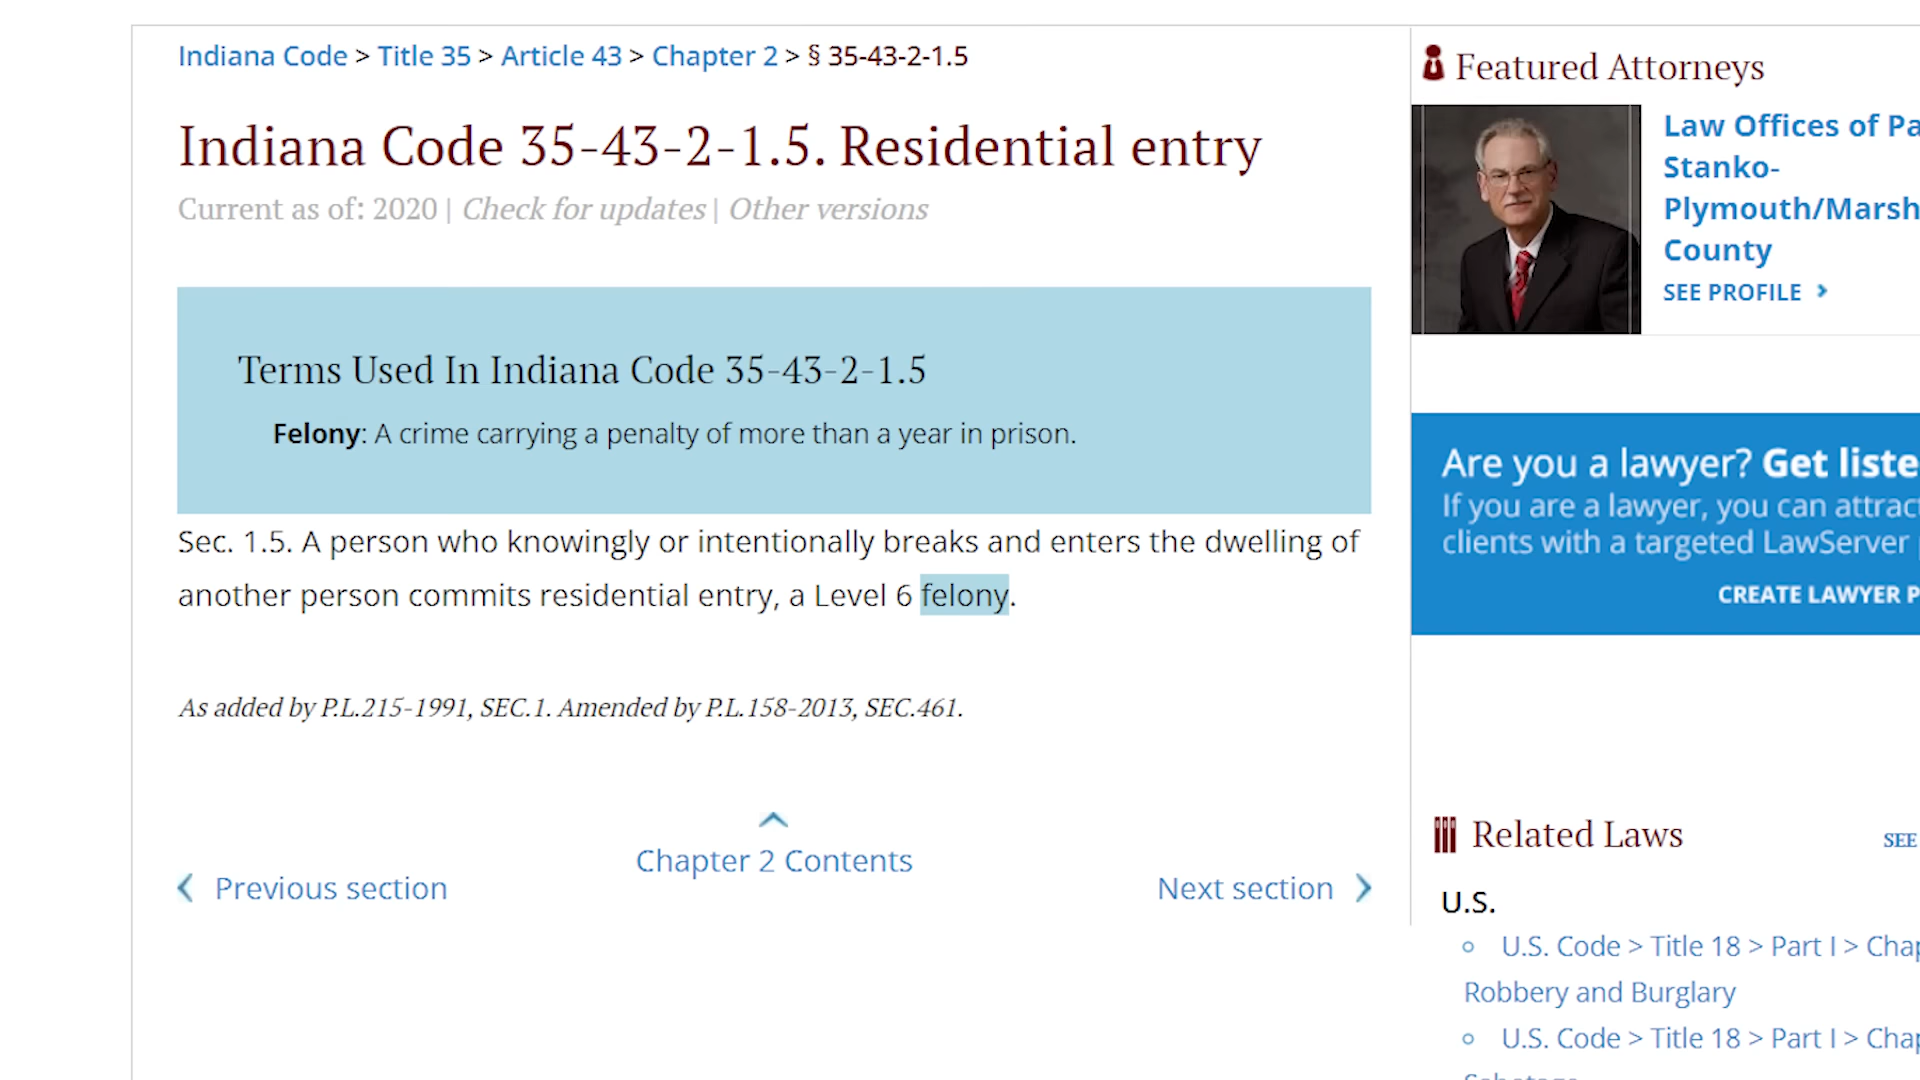 Indiana Code > Title 35 > Article 43 > Chapter 2 > § 35-43-2-1.5
Indiana Code 35-43-2-1.5. Residential entry
Current as of: 2020 | Check for updates | Other versions
Terms Used In Indiana Code 35-43-2-1.5
Felony: A crime carrying a penalty of more than a year in prison.
Sec. 1.5. A person who knowingly or intentionally breaks and enters the dwelling of
another person commits residential entry, a Level 6 felony.
As added by P.L.215-1991, SEC.1. Amended by P.L.158-2013, SEC.461.
Chapter 2 Contents
Previous section
Next section
Featured Attorneys
Law Offices of Pa
Stanko-
Plymouth/Marsh
County
SEE PROFILE
Are you a lawyer? Get liste
If you are a lawyer, you can attract
clients with a targeted LawServer
CREATE LAWYER P
Related Laws
SEE
U.S.
U.S. Code > Title 18 > Part I > Chap
Robbery and Burglary
U.S. Code > Title 18 > Part I > Chap